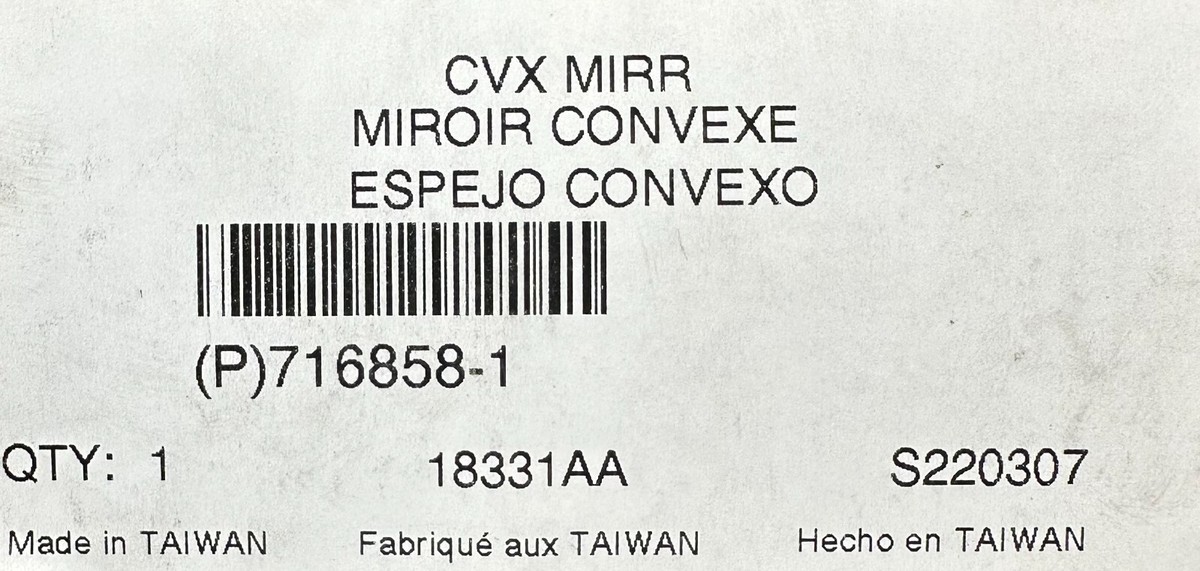 CVX MIRR
MIROIR CONVEXE
ESPEJO CONVEXO
(P)716858-1
QTY: 1 18331AA S220307
Made in TAIWAN Fabriqué aux TAIWAN Hecho en TAIWAN